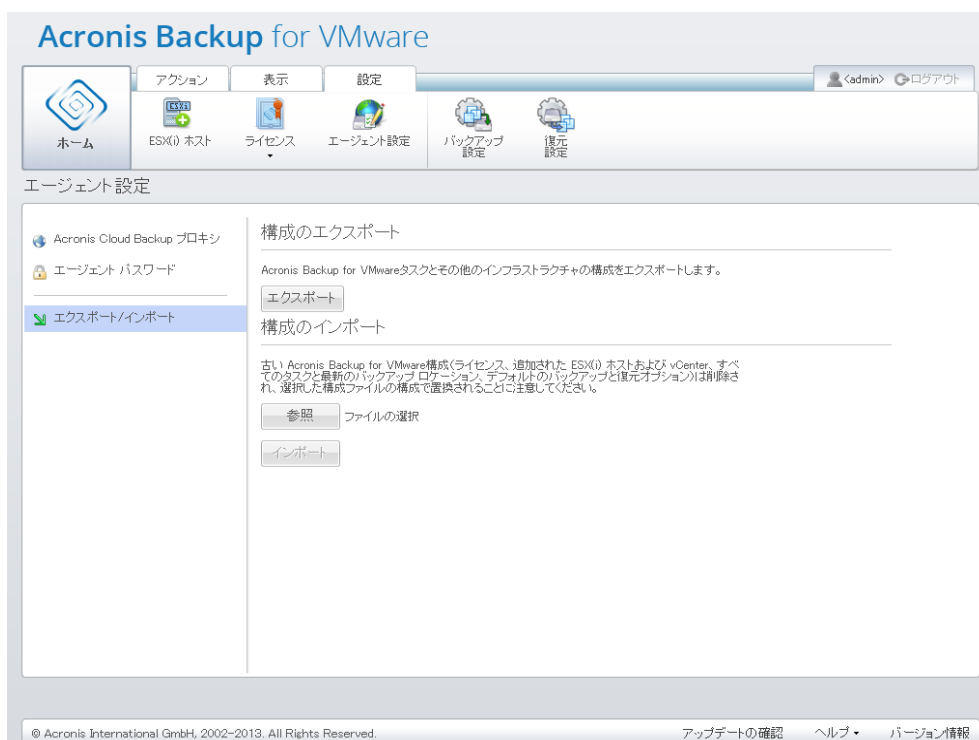 Acronis Backup for VMware
アクション 表示 設定 <admin> ログアウト
ホーム ESX(i) ホスト ライセンス エージェント設定 バックアップ 復元
設定 設定
エージェント設定
Acronis Cloud Backup プロキシ
エージェント パスワード
エクスポート/インポート
構成のエクスポート
Acronis Backup for VMwareタスクとその他のインフラストラクチャの構成をエクスポートします。
エクスポート
構成のインポート
古い Acronis Backup for VMware構成(ライセンス、追加された ESX(i) ホストおよび vCenter、すべ
てのタスクと最新のバックアップ ロケーション、デフォルトのバックアップと復元オプション)は削除さ
れ、選択した構成ファイルの構成で置換されることに注意してください。
参照 ファイルの選択
インポート
© Acronis International GmbH, 2002-2013. All Rights Reserved. アップデートの確認 ヘルプ バージョン情報